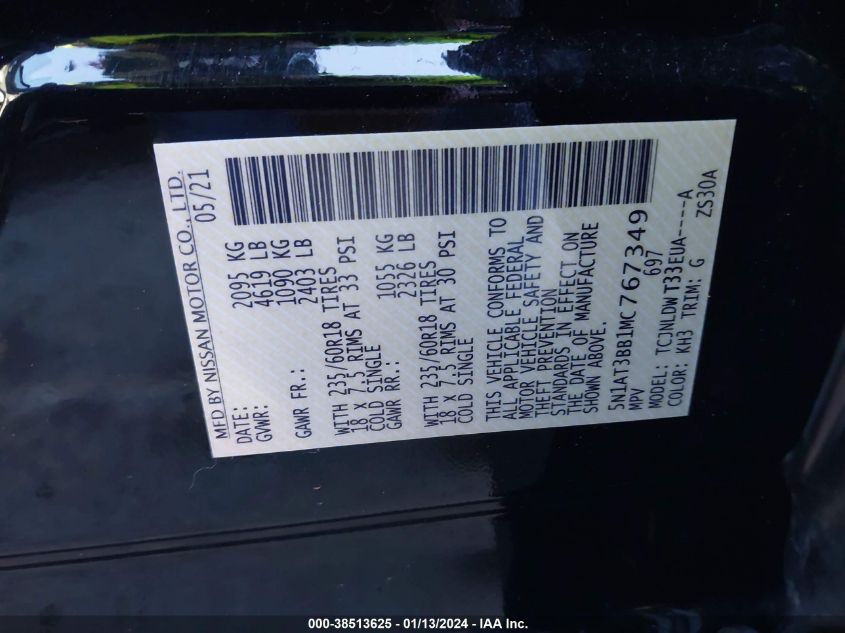 MFD BY NISSAN MOTOR CO., LTD.
DATE: 05/21
GVWR: 2095 KG
4619 LB
GAWR FR.: 1090 KG
2403 LB
WITH 235/60R18 TIRES
18 X 7.5 RIMS AT 33 PSI
COLD SINGLE
GAWR RR.: 1055 KG
2326 LB
WITH 235/60R18 TIRES
18 X 7.5 RIMS AT 30 PSI
COLD SINGLE
THIS VEHICLE CONFORMS TO
ALL APPLICABLE FEDERAL
MOTOR VEHICLE SAFETY AND
THEFT PREVENTION
STANDARDS IN EFFECT ON
THE DATE OF MANUFACTURE
SHOWN ABOVE.
5N1AT3BB1MC767349
MPV 697
MODEL: TCJNLDW T33EUA-----A
COLOR: KH3 TRIM: G ZS30A
000-38513625 - 01/13/2024 - IAA Inc.